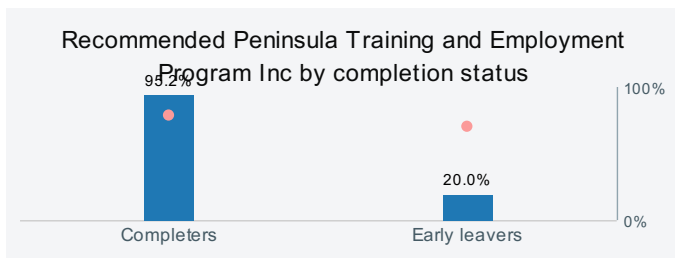 Recommended Peninsula Training and Employment
Program Inc by completion status
95.2%
100%
20.0%
0%
Completers
Early leavers